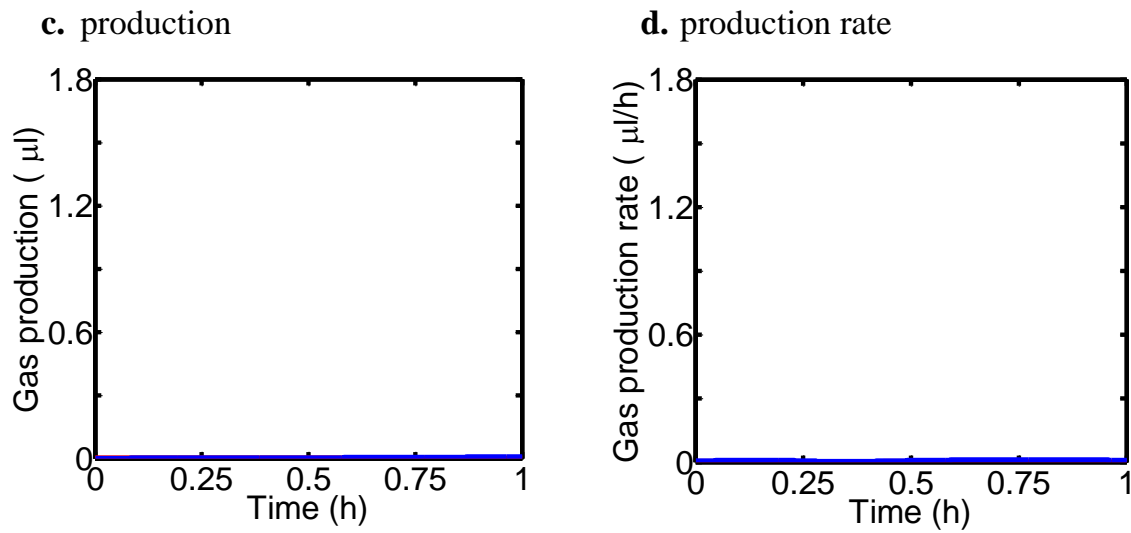 c. production
Gas production ( μl)
1.8
1.2
0.6
0
0 0.25 0.5 0.75 1
Time (h)
d. production rate
Gas production rate ( μl/h)
1.8
1.2
0.6
0
0 0.25 0.5 0.75 1
Time (h)